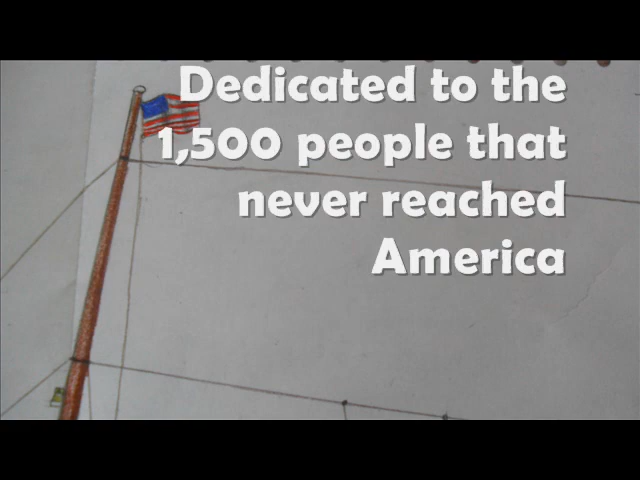 Dedicated to the
1,500 people that
never reached
America